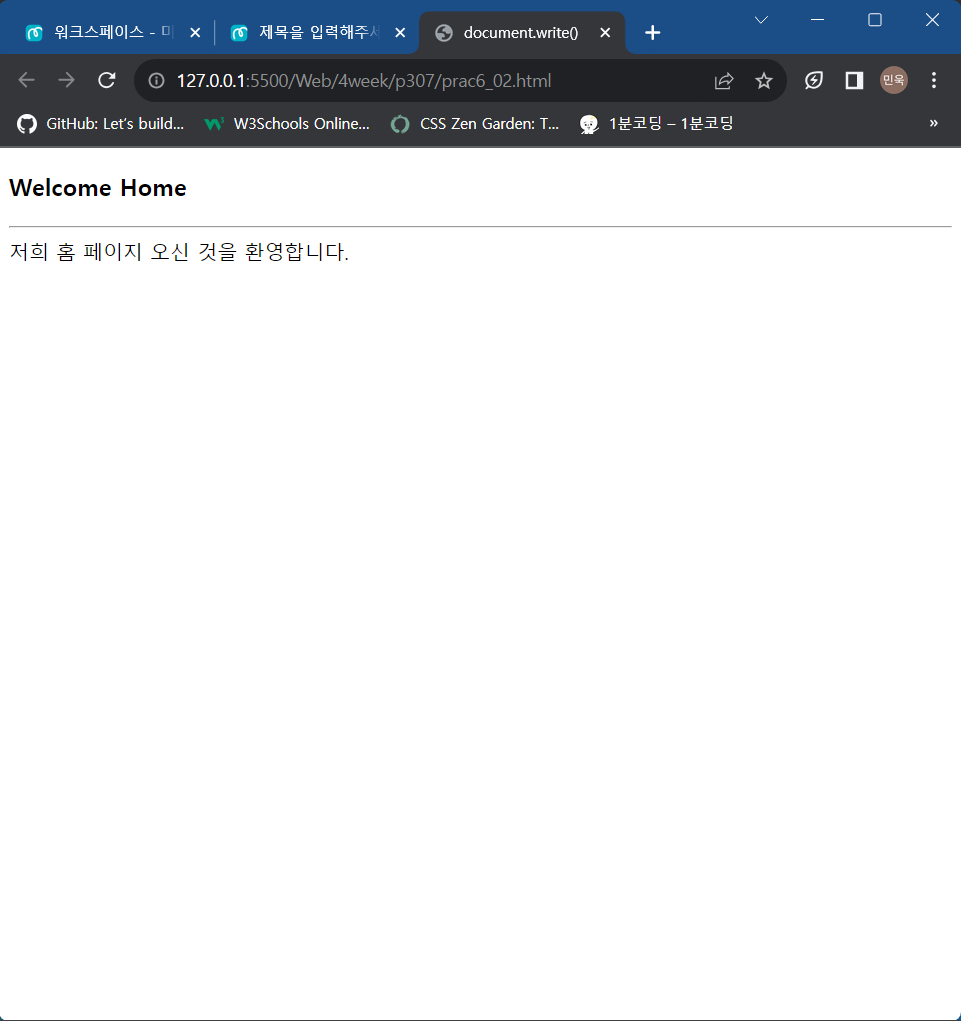 워크스페이스 - 미
제목을 입력해주세
document.write()
127.0.0.1:5500/Web/4week/p307/prac6_02.html
민욱
GitHub: Let's build...
W3Schools Online...
CSS Zen Garden: T...
1분코딩 – 1분코딩
»
Welcome Home
저희 홈 페이지 오신 것을 환영합니다.